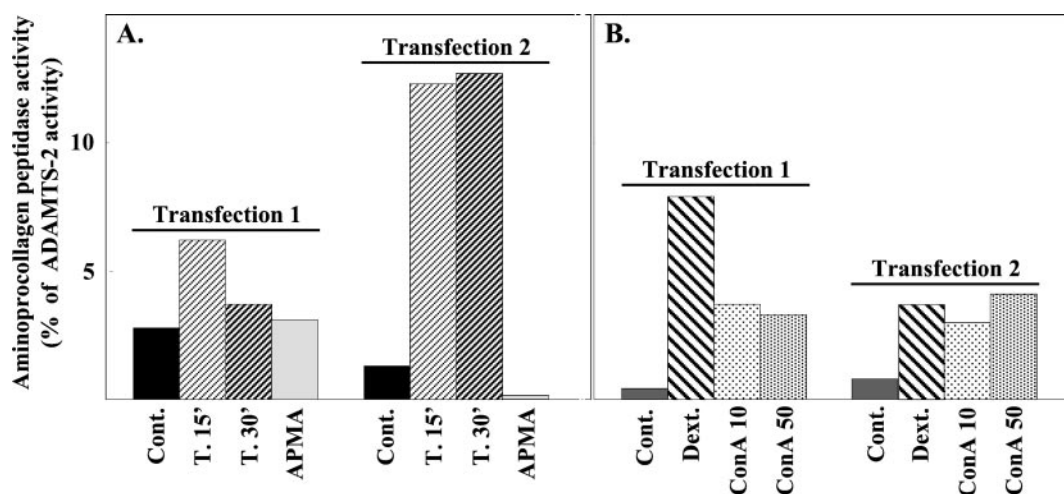 Aminoprocollagen peptidase activity
(% of ADAMTS-2 activity)
10
5
A.
Transfection 1
Transfection 2
Cont.
T. 15’
T. 30’
APMA
Cont.
T. 15’
T. 30’
APMA
B.
Transfection 1
Transfection 2
Cont.
Dext.
ConA 10
ConA 50
Cont.
Dext.
ConA 10
ConA 50